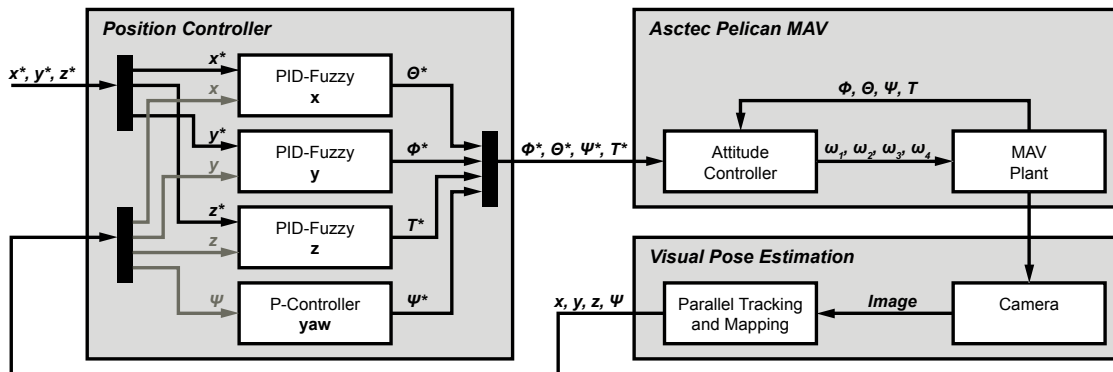 Position Controller
x*, y*, z*
x*
x
y*
y
z*
z
Ψ
PID-Fuzzy
x
PID-Fuzzy
y
PID-Fuzzy
z
P-Controller
yaw
Θ*
Φ*
T*
Ψ*
Φ*, Θ*, Ψ*, T*
Asctec Pelican MAV
Φ, Θ, Ψ, T
Attitude
Controller
ω₁, ω₂, ω₃, ω₄
MAV
Plant
Visual Pose Estimation
x, y, z, Ψ
Parallel Tracking
and Mapping
Image
Camera